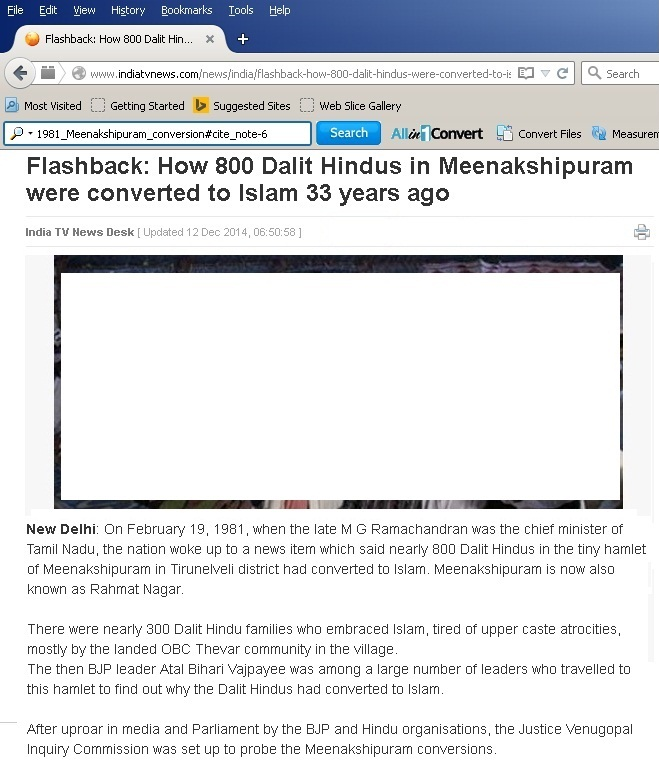 File Edit View History Bookmarks Tools Help
Flashback: How 800 Dalit Hin...
www.indiatvnews.com/news/india/flashback-how-800-dalit-hindus-were-converted-to-is
Search
Most Visited Getting Started Suggested Sites Web Slice Gallery
1981_Meenakshipuram_conversion#cite_note-6 Search All in 1 Convert Convert Files Measurem
Flashback: How 800 Dalit Hindus in Meenakshipuram
were converted to Islam 33 years ago
India TV News Desk [ Updated 12 Dec 2014, 06:50:58 ]
New Delhi: On February 19, 1981, when the late M G Ramachandran was the chief minister of
Tamil Nadu, the nation woke up to a news item which said nearly 800 Dalit Hindus in the tiny hamlet
of Meenakshipuram in Tirunelveli district had converted to Islam. Meenakshipuram is now also
known as Rahmat Nagar.
There were nearly 300 Dalit Hindu families who embraced Islam, tired of upper caste atrocities,
mostly by the landed OBC Thevar community in the village.
The then BJP leader Atal Bihari Vajpayee was among a large number of leaders who travelled to
this hamlet to find out why the Dalit Hindus had converted to Islam.
After uproar in media and Parliament by the BJP and Hindu organisations, the Justice Venugopal
Inquiry Commission was set up to probe the Meenakshipuram conversions.